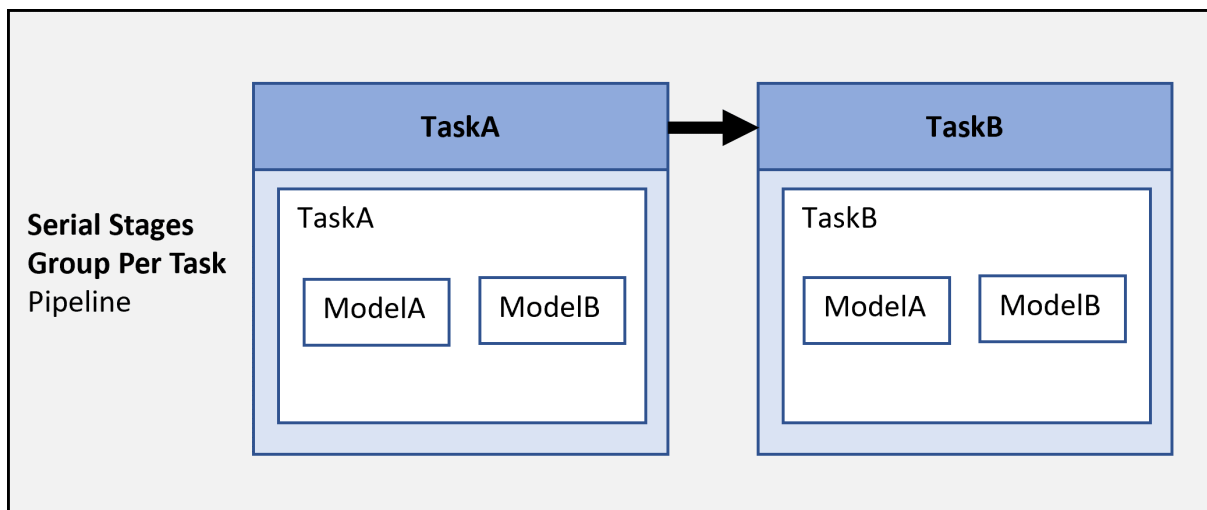 Serial Stages
Group Per Task
Pipeline
TaskA
TaskA
ModelA
ModelB
TaskB
TaskB
ModelA
ModelB